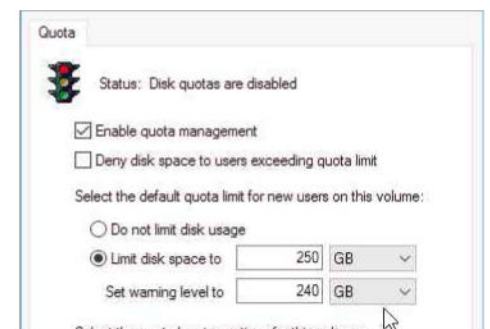 Quota
Status: Disk quotas are disabled
Enable quota management
Deny disk space to users exceeding quota limit
Select the default quota limit for new users on this volume:
Do not limit disk usage
Limit disk space to 250 GB
Set warning level to 240 GB